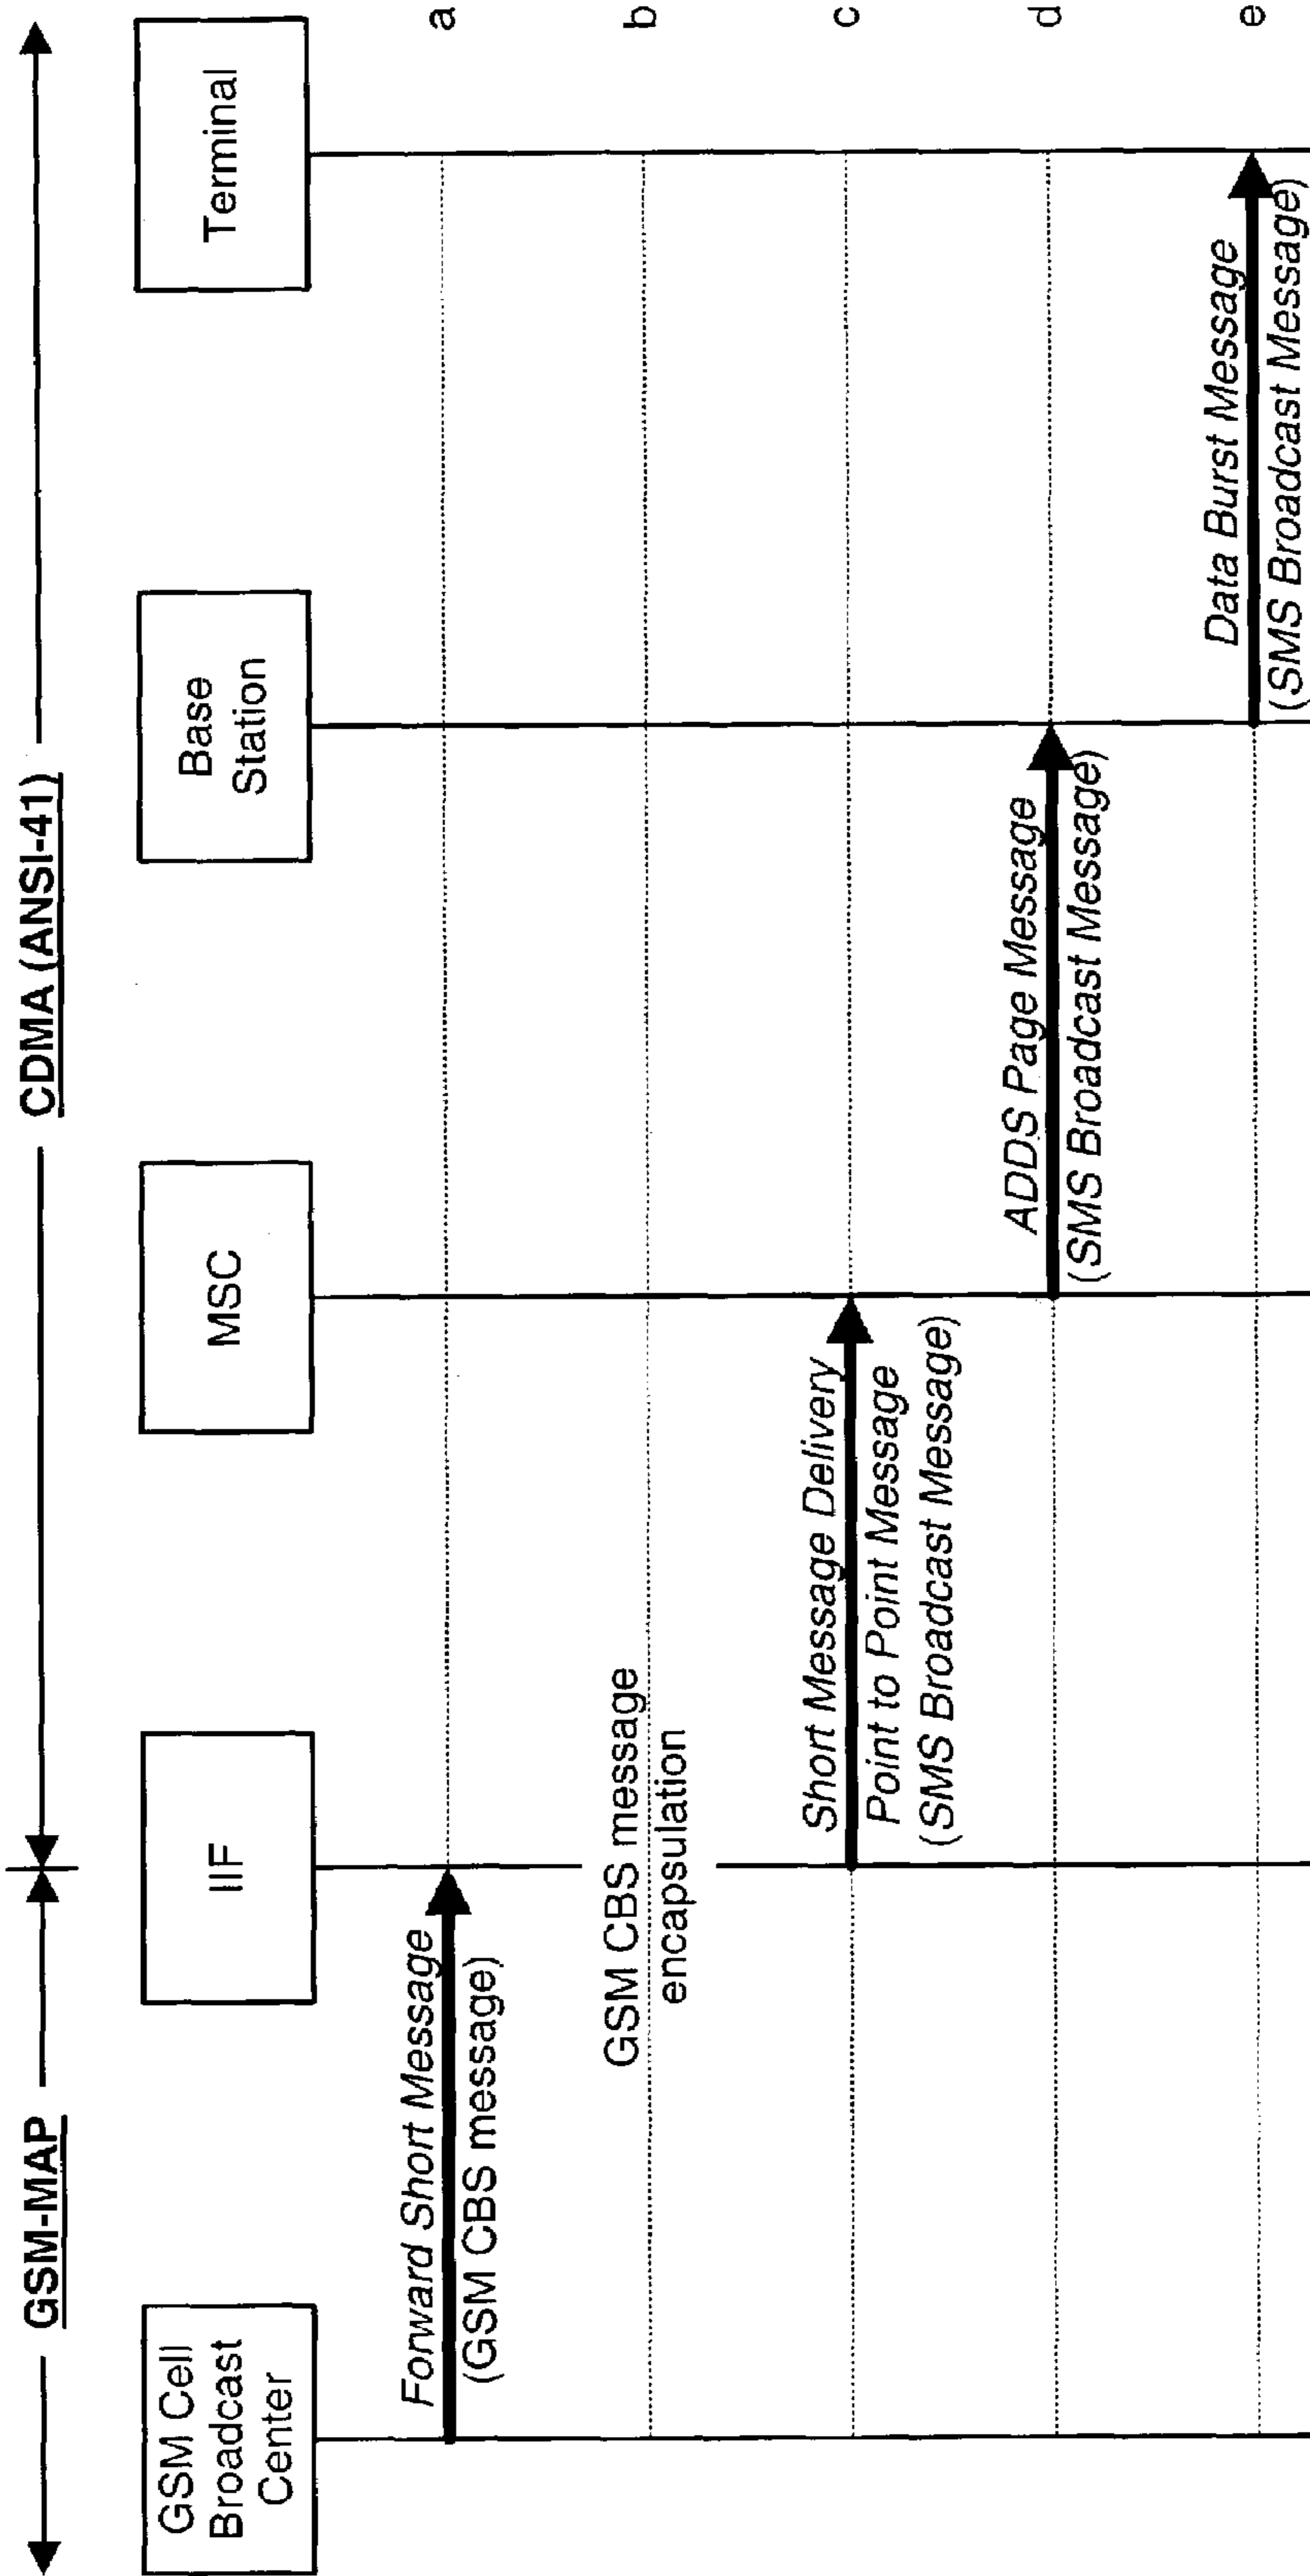 GSM-MAP
CDMA (ANSI-41)
GSM Cell
Broadcast
Center
IIF
MSC
Base
Station
Terminal
Forward Short Message
(GSM CBS message)
a
GSM CBS message
encapsulation
b
Short Message Delivery
Point to Point Message
(SMS Broadcast Message)
c
ADDS Page Message
(SMS Broadcast Message)
d
Data Burst Message
(SMS Broadcast Message)
e